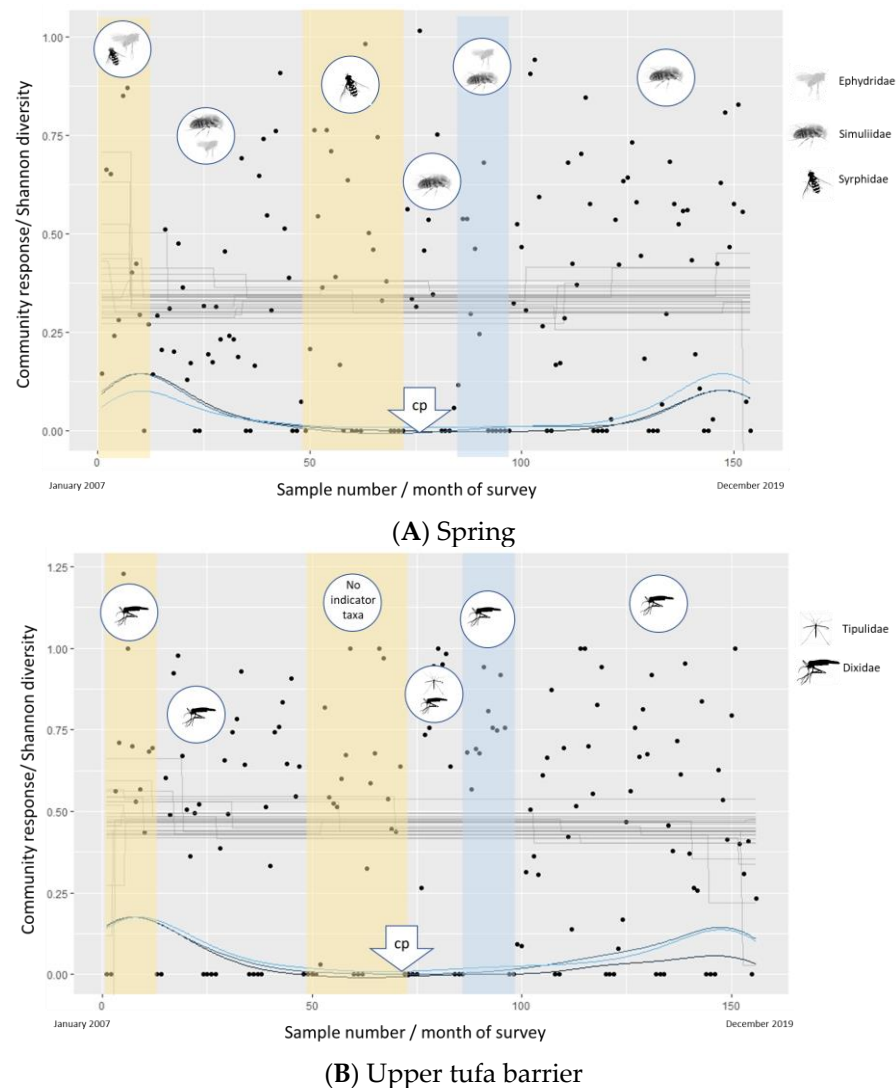 1.00
0.75
0.50
0.25
0.00
Community response/ Shannon diversity
cp
Ephydridae
Simuliidae
Syrphidae
0
50
100
150
January 2007
Sample number / month of survey
December 2019
(A) Spring
1.25
1.00
0.75
0.50
0.25
0.00
Community response/ Shannon diversity
No
indicator
taxa
cp
Tipulidae
Dixidae
0
50
100
150
January 2007
Sample number / month of survey
December 2019
(B) Upper tufa barrier